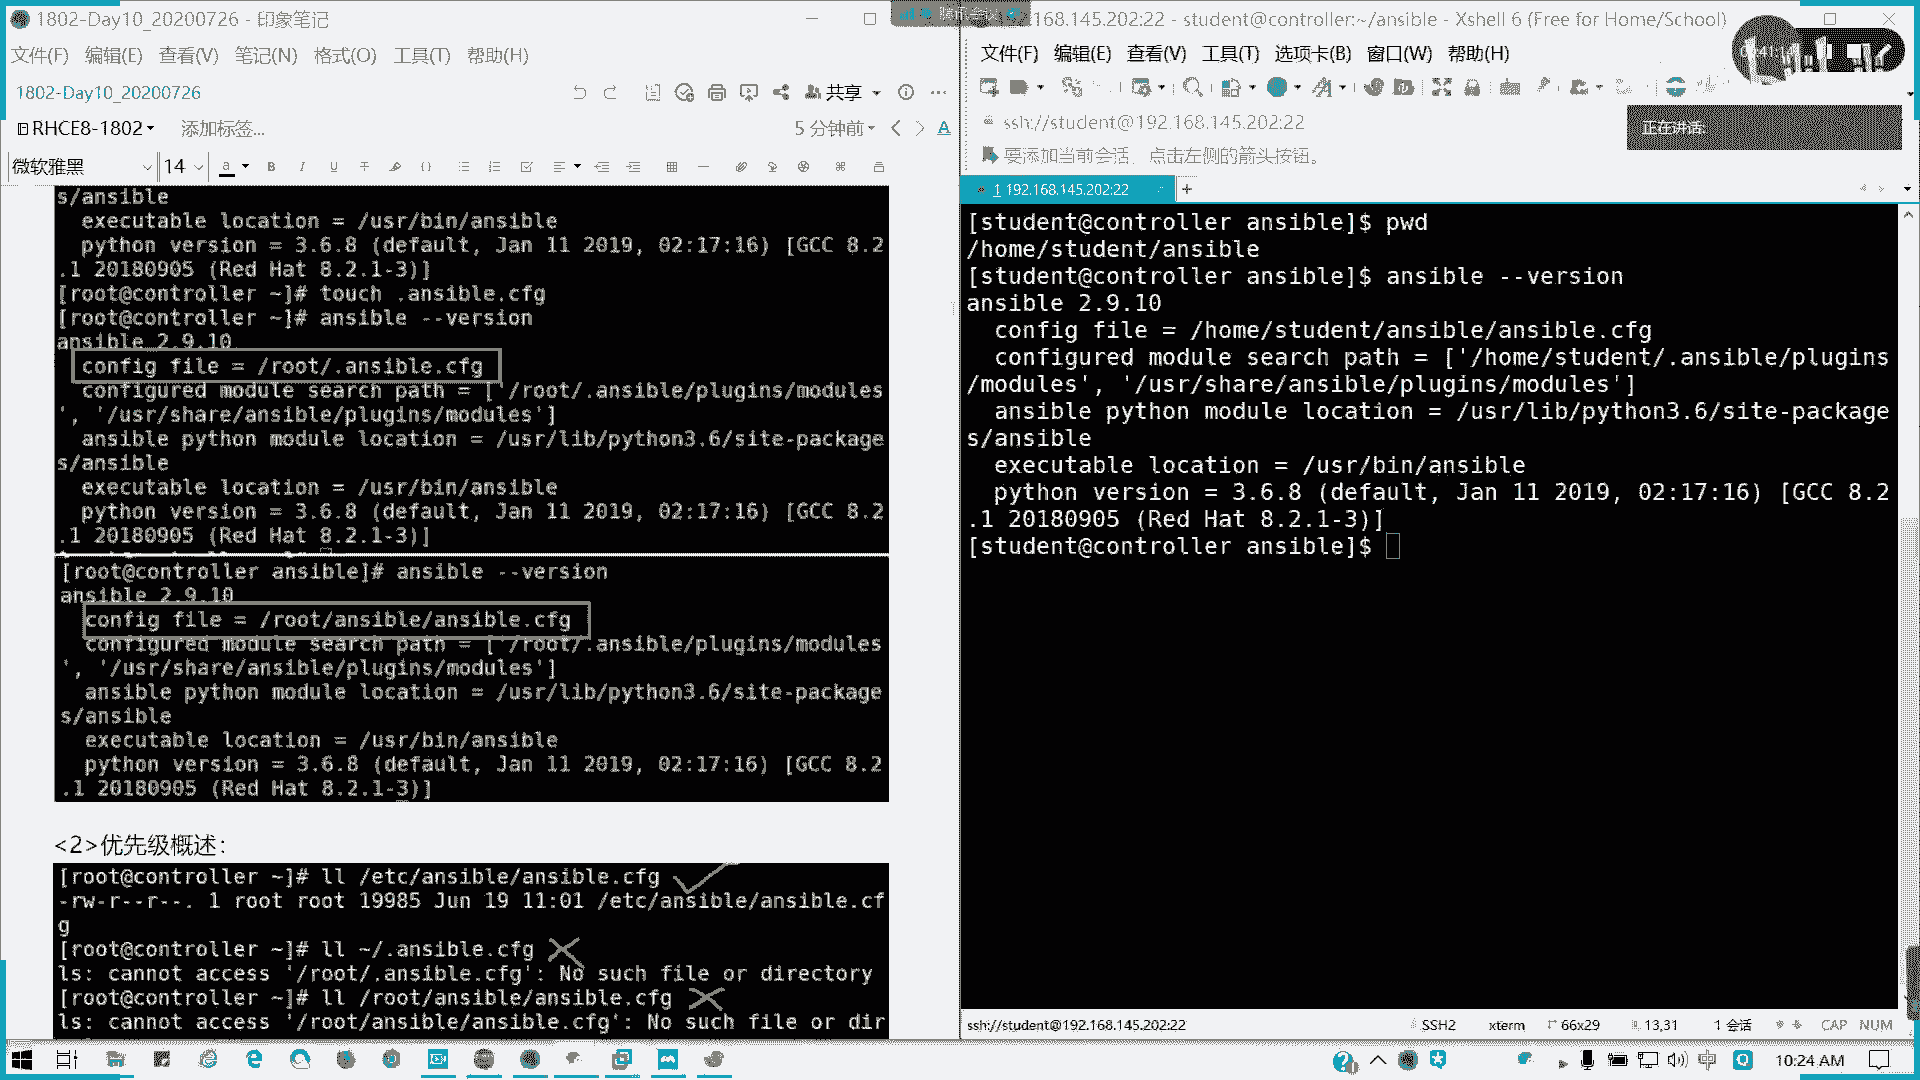 1802-Day10_20200726 - 印象笔记
文件(F) 编辑(E) 查看(V) 笔记(N) 格式(O) 工具(T) 帮助(H)
1802-Day10_20200726
共享
RHCE8-1802 添加标签...
5 分钟前
微软雅黑 14
s/ansible
executable location = /usr/bin/ansible
python version = 3.6.8 (default, Jan 11 2019, 02:17:16) [GCC 8.2
.1 20180905 (Red Hat 8.2.1-3)]
[root@controller ~]# touch .ansible.cfg
[root@controller ~]# ansible --version
ansible 2.9.10
config file = /root/.ansible.cfg
configured module search path = ['/root/.ansible/plugins/modules
', '/usr/share/ansible/plugins/modules']
ansible python module location = /usr/lib/python3.6/site-package
s/ansible
executable location = /usr/bin/ansible
python version = 3.6.8 (default, Jan 11 2019, 02:17:16) [GCC 8.2
.1 20180905 (Red Hat 8.2.1-3)]
[root@controller ansible]# ansible --version
ansible 2.9.10
config file = /root/ansible/ansible.cfg
configured module search path = ['/root/.ansible/plugins/modules
', '/usr/share/ansible/plugins/modules']
ansible python module location = /usr/lib/python3.6/site-package
s/ansible
executable location = /usr/bin/ansible
python version = 3.6.8 (default, Jan 11 2019, 02:17:16) [GCC 8.2
.1 20180905 (Red Hat 8.2.1-3)]
<2>优先级概述:
[root@controller ~]# ll /etc/ansible/ansible.cfg
-rw-r--r--. 1 root root 19985 Jun 19 11:01 /etc/ansible/ansible.cf
g
[root@controller ~]# ll ~/.ansible.cfg
ls: cannot access '/root/.ansible.cfg': No such file or directory
[root@controller ~]# ll /root/ansible/ansible.cfg
ls: cannot access '/root/ansible/ansible.cfg': No such file or dir
腾讯会议
168.145.202:22 - student@controller:~/ansible - Xshell 6 (Free for Home/School)
文件(F) 编辑(E) 查看(V) 工具(T) 选项卡(B) 窗口(W) 帮助(H)
ssh://student@192.168.145.202:22
正在讲话:
要添加当前会话，点击左侧的箭头按钮。
1 192.168.145.202:22
[student@controller ansible]$ pwd
/home/student/ansible
[student@controller ansible]$ ansible --version
ansible 2.9.10
config file = /home/student/ansible/ansible.cfg
configured module search path = ['/home/student/.ansible/plugins
/modules', '/usr/share/ansible/plugins/modules']
ansible python module location = /usr/lib/python3.6/site-package
s/ansible
executable location = /usr/bin/ansible
python version = 3.6.8 (default, Jan 11 2019, 02:17:16) [GCC 8.2
.1 20180905 (Red Hat 8.2.1-3)]
[student@controller ansible]$
ssh://student@192.168.145.202:22 SSH2 xterm 66x29 13,31 1 会话 CAP NUM
中 10:24 AM